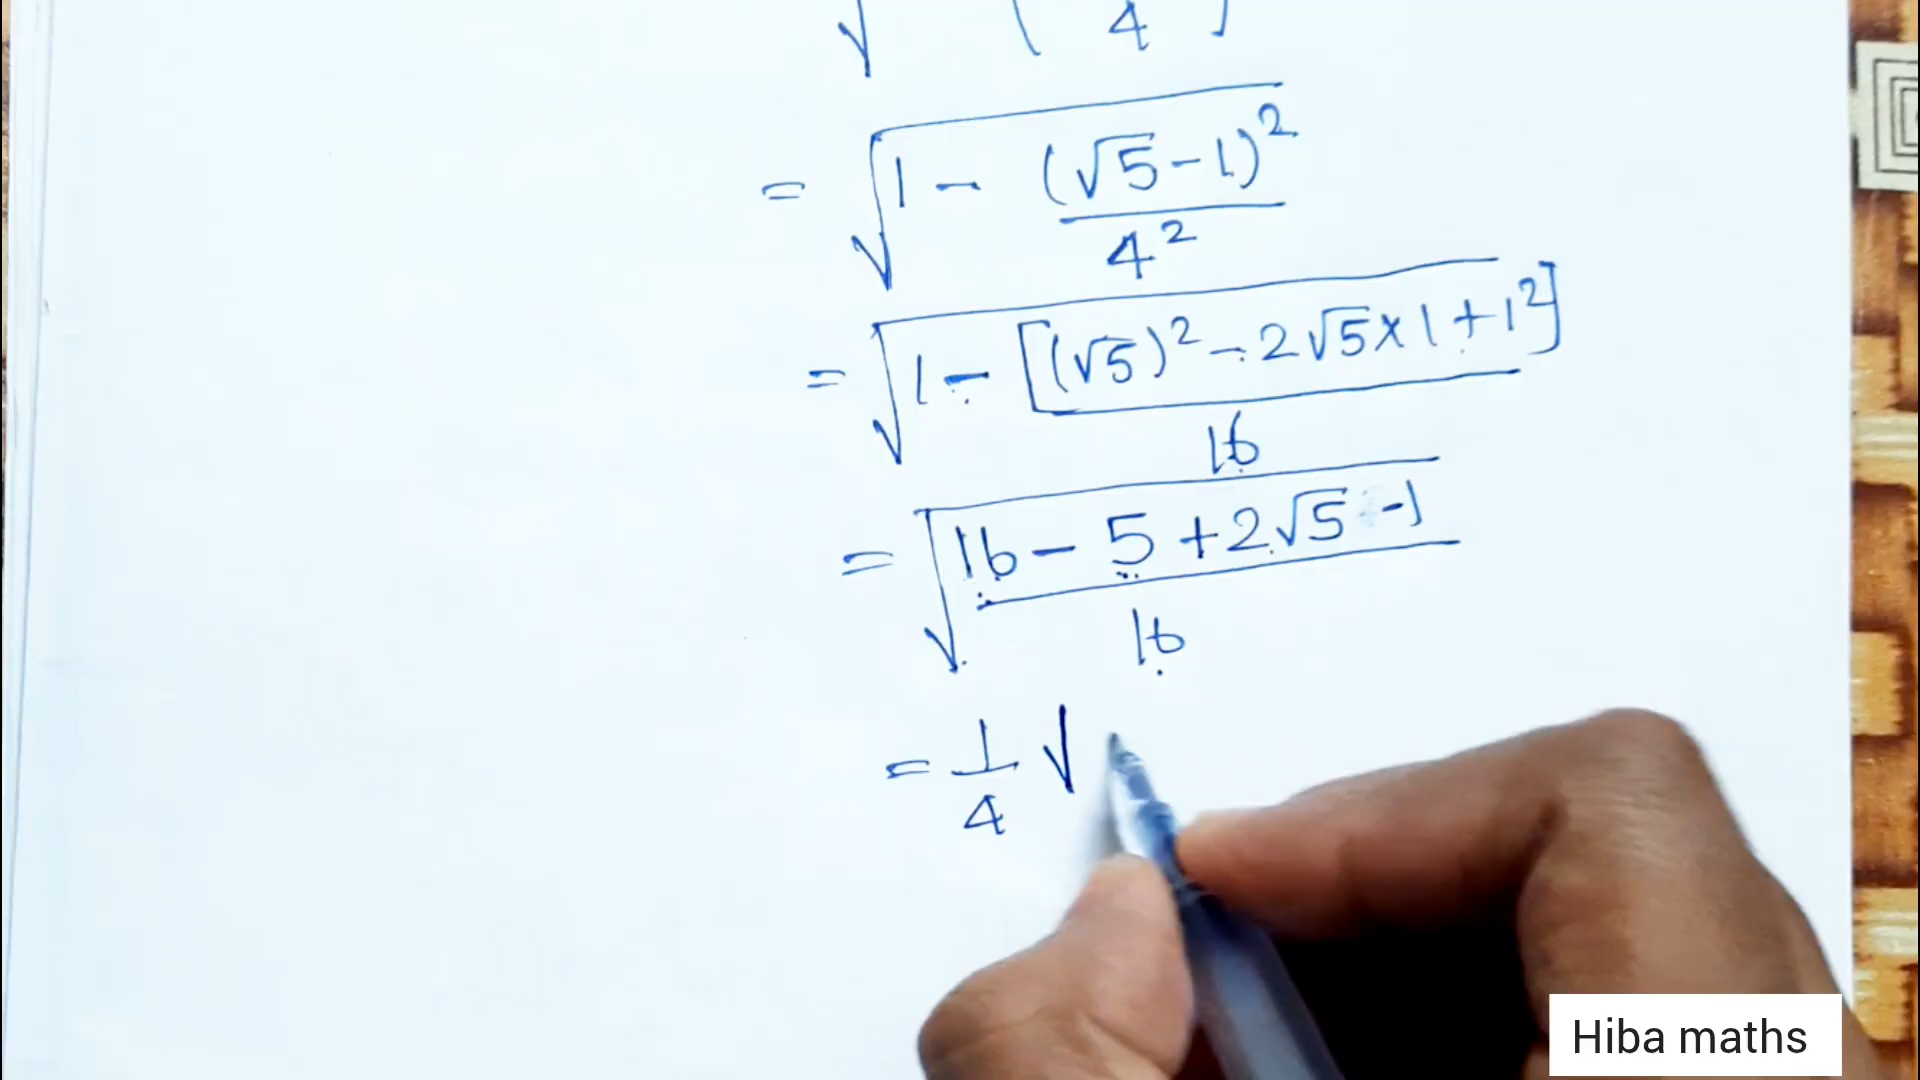 √ ( 4 ]
= √1 - (√5-1)² / 4²
= √1 - [(√5)² - 2√5×1+1²] / 16
= √16 - 5 + 2√5 -1 / 16
= 1/4 √
Hiba maths